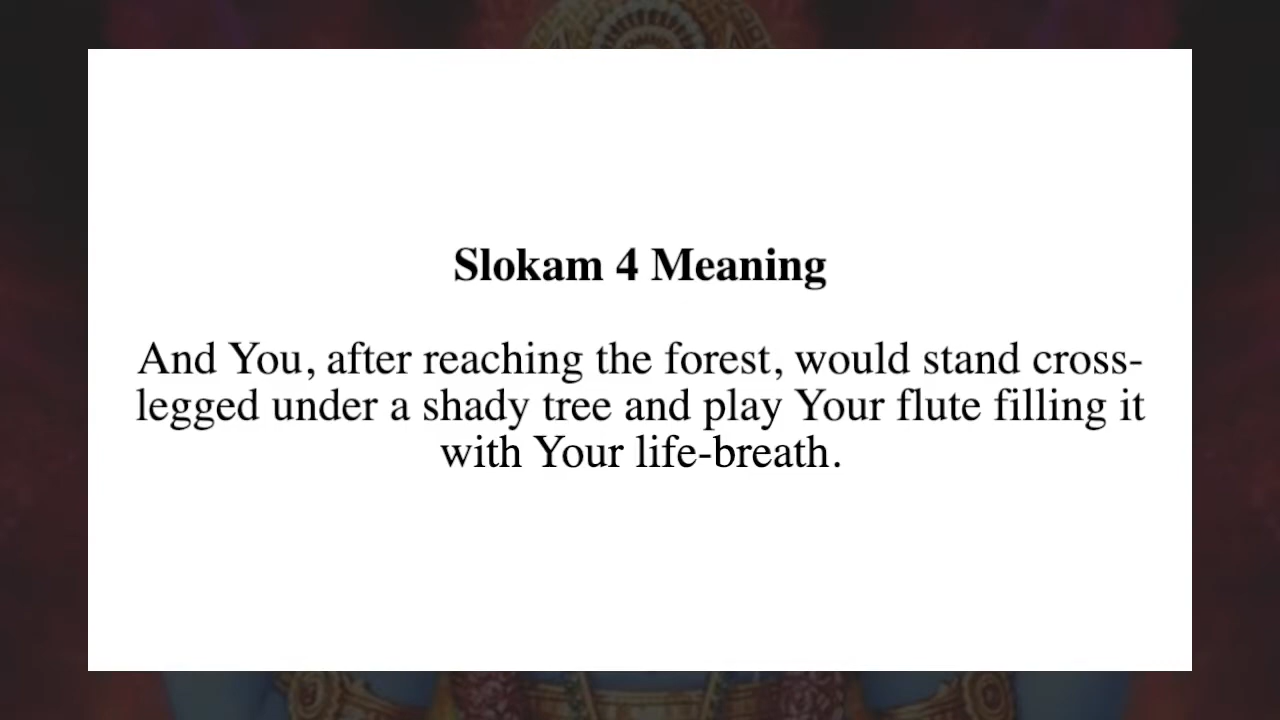 Slokam 4 Meaning
And You, after reaching the forest, would stand cross-
legged under a shady tree and play Your flute filling it
with Your life-breath.